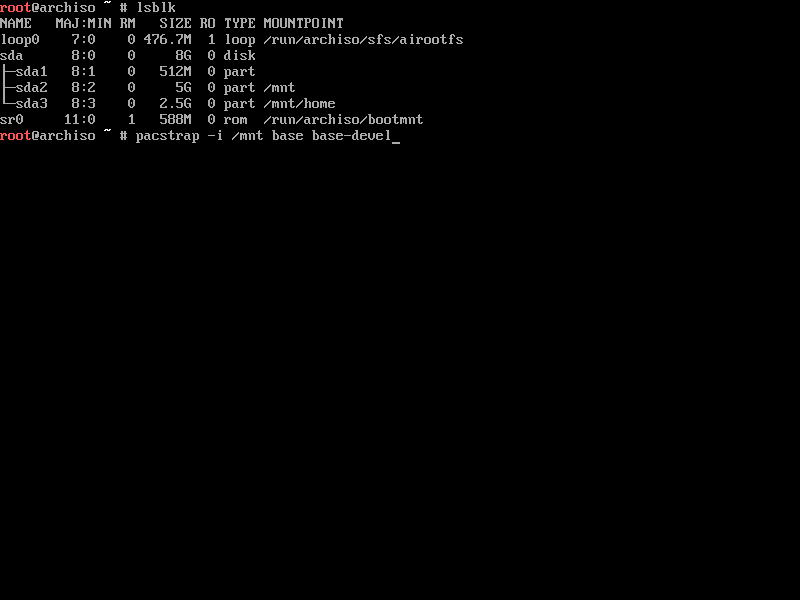 root@archiso ~ # lsblk
NAME   MAJ:MIN RM   SIZE RO TYPE MOUNTPOINT
loop0    7:0    0 476.7M  1 loop /run/archiso/sfs/airootfs
sda      8:0    0     8G  0 disk
├─sda1   8:1    0   512M  0 part
├─sda2   8:2    0     5G  0 part /mnt
└─sda3   8:3    0   2.5G  0 part /mnt/home
sr0     11:0    1   588M  0 rom  /run/archiso/bootmnt
root@archiso ~ # pacstrap -i /mnt base base-devel_